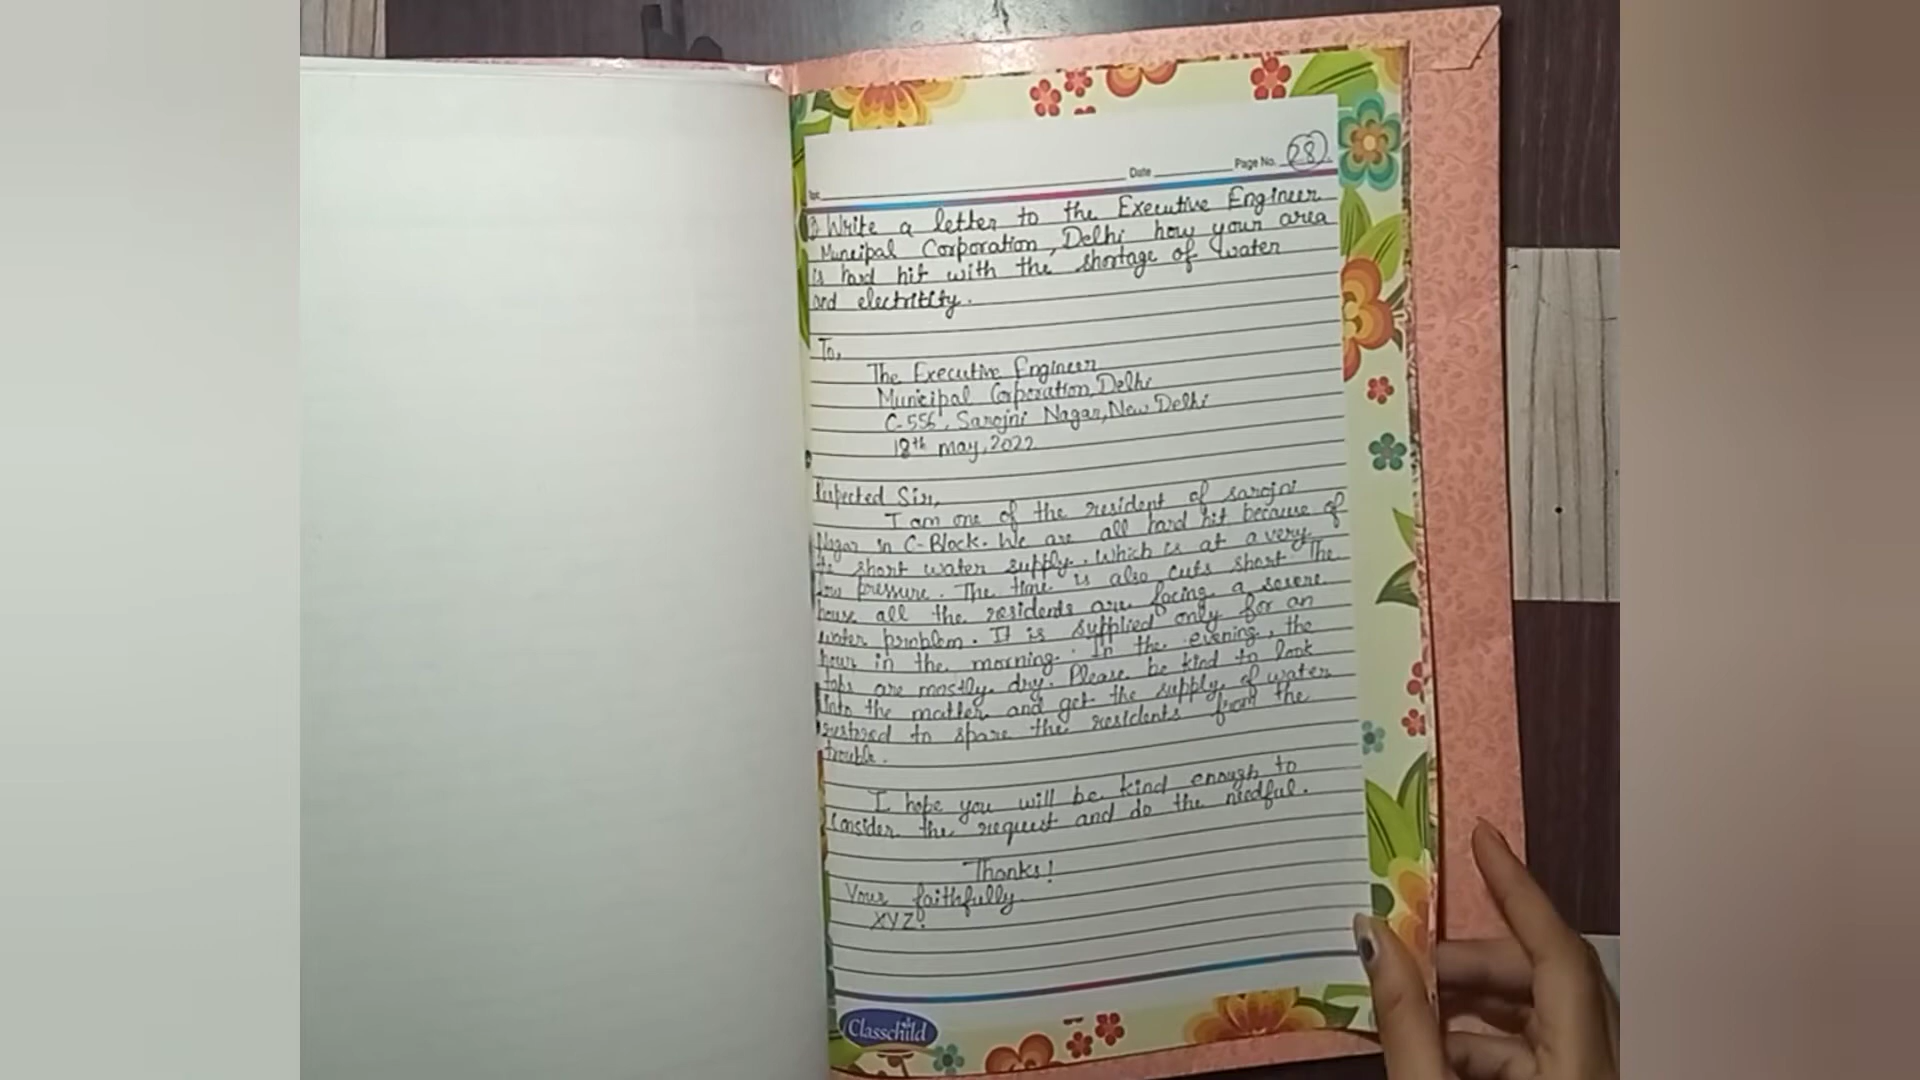 Date Page No. 28
Write a letter to the Executive Engineer
Muncipal Corporation, Delhi how your area
is hard hit with the shortage of water
and electritity.
To,
The Executive Engineer
Municipal Corporation, Delhi
C-556, Sarojni Nagar, New Delhi
18th may, 2022
Respected Sir,
I am one of the resident of sarojni
Nagar in C-Block. We are all hard hit because of
the short water supply. Which is at a very
low pressure. The time is also cuts short The
house all the residents are facing a severe
water problem. It is supplied only for an
hour in the morning. In the evening, the
taps are mostly dry. Please be kind to look
into the matter and get the supply of water
restored to spare the residents from the
trouble.
I hope you will be kind enough to
consider the request and do the needful.
Thanks!
Your faithfully
XYZ.
Classchild